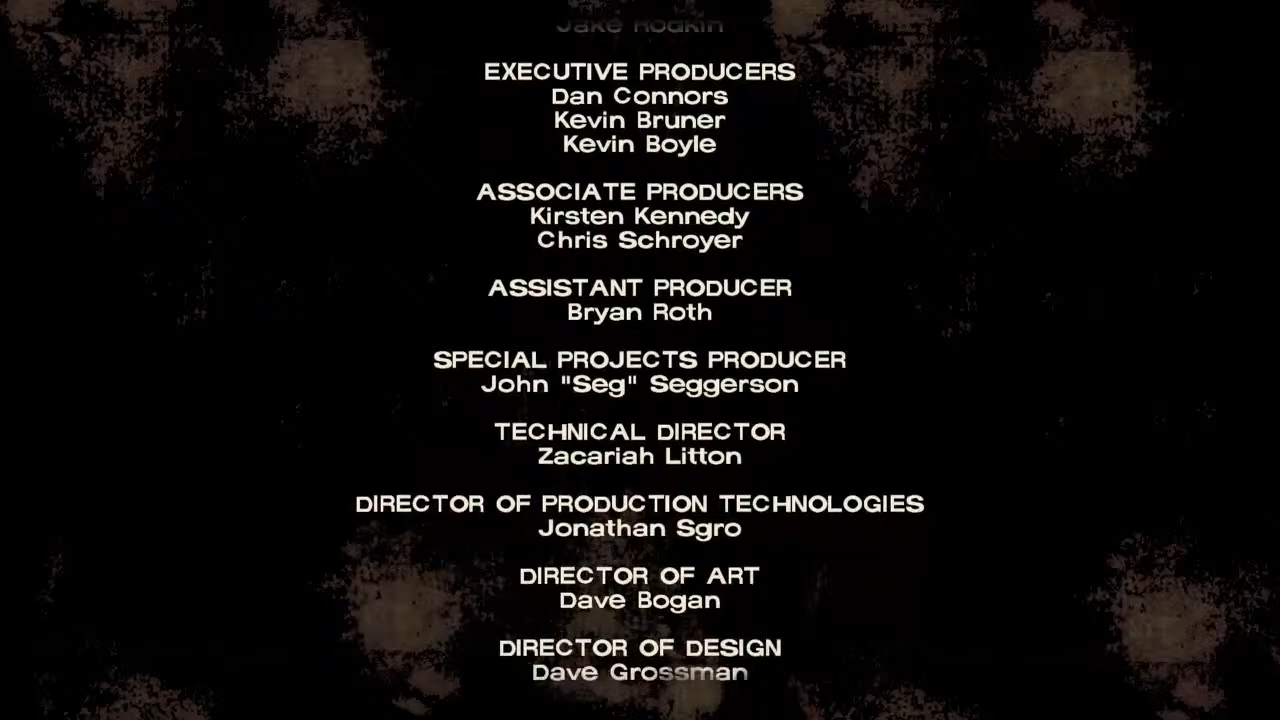 Jake Rodkin
EXECUTIVE PRODUCERS
Dan Connors
Kevin Bruner
Kevin Boyle
ASSOCIATE PRODUCERS
Kirsten Kennedy
Chris Schroyer
ASSISTANT PRODUCER
Bryan Roth
SPECIAL PROJECTS PRODUCER
John "Seg" Seggerson
TECHNICAL DIRECTOR
Zacariah Litton
DIRECTOR OF PRODUCTION TECHNOLOGIES
Jonathan Sgro
DIRECTOR OF ART
Dave Bogan
DIRECTOR OF DESIGN
Dave Grossman